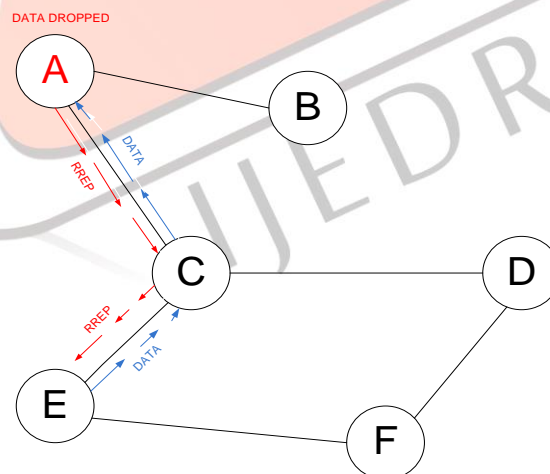 DATA DROPPED
A
B
DATA
RREP
IJEDR
C
D
RREP
DATA
E
F